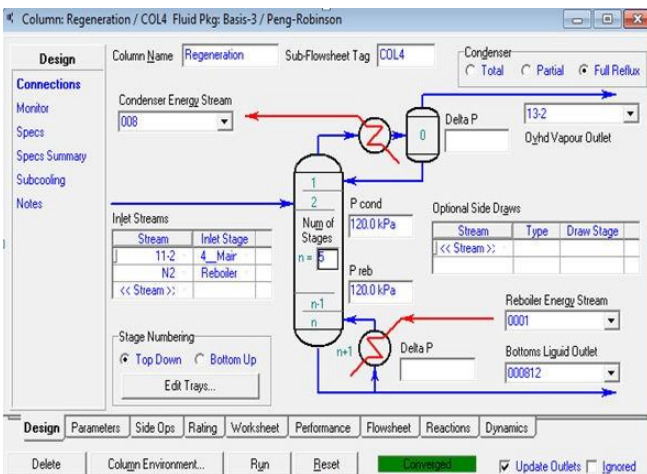 Column: Regeneration / COL4 Fluid Pkg: Basis-3 / Peng-Robinson
Design
Connections
Monitor
Specs
Specs Summary
Subcooling
Notes
Column Name Regeneration Sub-Flowsheet Tag COL4
Condenser
Total Partial Full Reflux
Condenser Energy Stream
008
Delta P
13-2
Ovhd Vapour Outlet
0
1
2
Num of
Stages
n = 5
n-1
n
n+1
P cond
120.0 kPa
P reb
120.0 kPa
Delta P
Inlet Streams
Stream Inlet Stage
11-2 4__Mair
N2 Reboiler
<< Stream >>
Optional Side Draws
Stream Type Draw Stage
<< Stream >>
Stage Numbering
Top Down Bottom Up
Edit Trays...
Reboiler Energy Stream
0001
Bottoms Liquid Outlet
000812
Design Parameters Side Ops Rating Worksheet Performance Flowsheet Reactions Dynamics
Delete Column Environment... Run Reset Converged Update Outlets Ignored